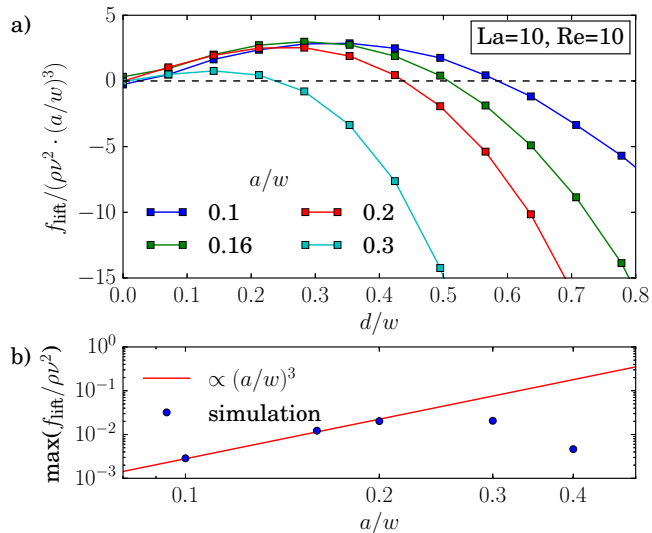 a)
La=10, Re=10
f_lift/(ρν² · (a/w)³)
5
0
−5
−10
−15
a/w
0.1
0.2
0.16
0.3
0.0 0.1 0.2 0.3 0.4 0.5 0.6 0.7 0.8
d/w
b)
max(f_lift/ρν²)
10⁰
10⁻¹
10⁻²
10⁻³
∝ (a/w)³
simulation
0.1 0.2 0.3 0.4
a/w